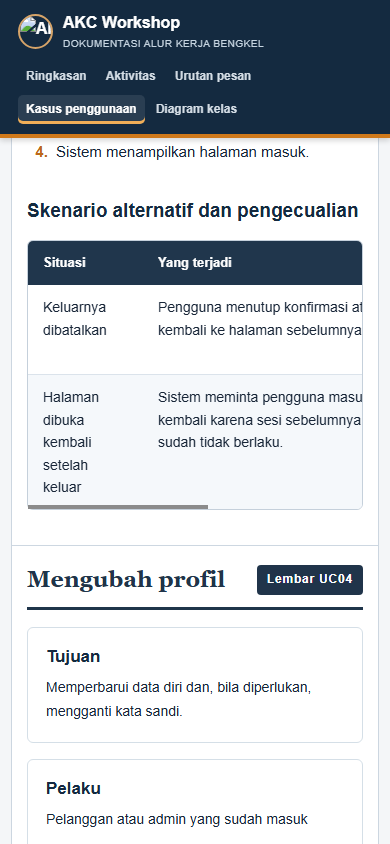 AKC Workshop
DOKUMENTASI ALUR KERJA BENGKEL
Ringkasan
Aktivitas
Urutan pesan
Kasus penggunaan
Diagram kelas
4. Sistem menampilkan halaman masuk.
Skenario alternatif dan pengecualian
Situasi
Yang terjadi
Keluarnya
dibatalkan
Pengguna menutup konfirmasi
kembali ke halaman sebelumnya
Halaman
dibuka
kembali
setelah
keluar
Sistem meminta pengguna
kembali karena sesi sebelumnya
sudah tidak berlaku.
Mengubah profil
Lembar UC04
Tujuan
Memperbarui data diri dan, bila diperlukan,
mengganti kata sandi.
Pelaku
Pelanggan atau admin yang sudah masuk